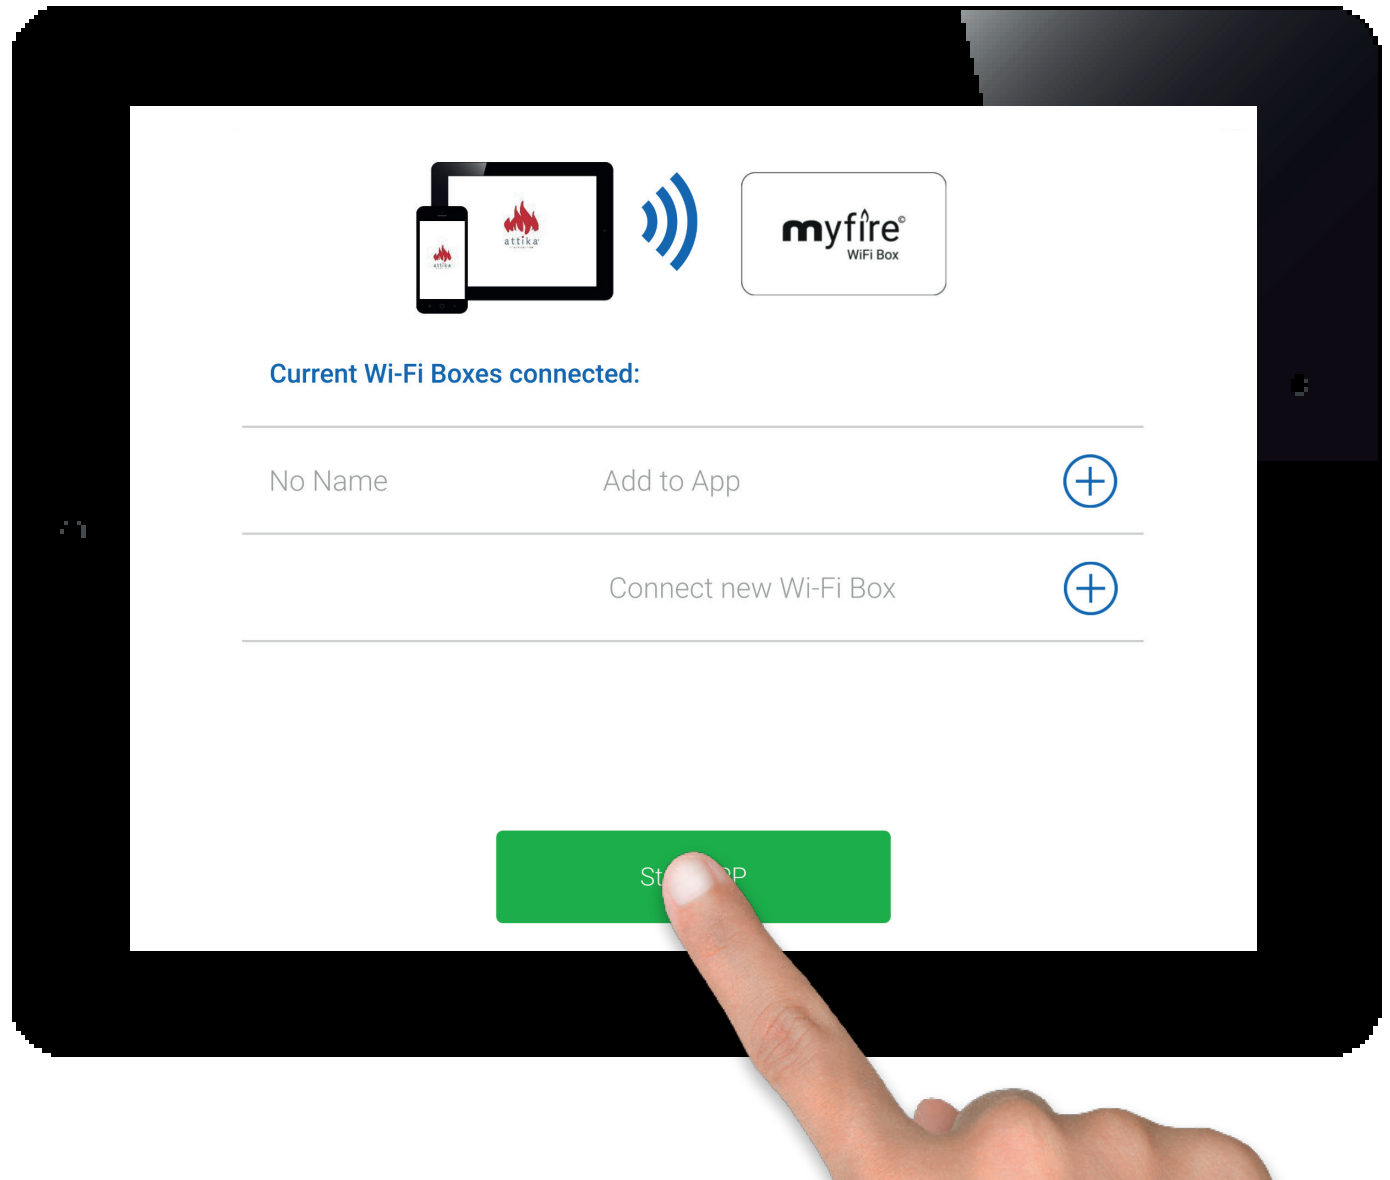 attika
attika
myfire©
WiFi Box
Current Wi-Fi Boxes connected:
No Name Add to App
Connect new Wi-Fi Box